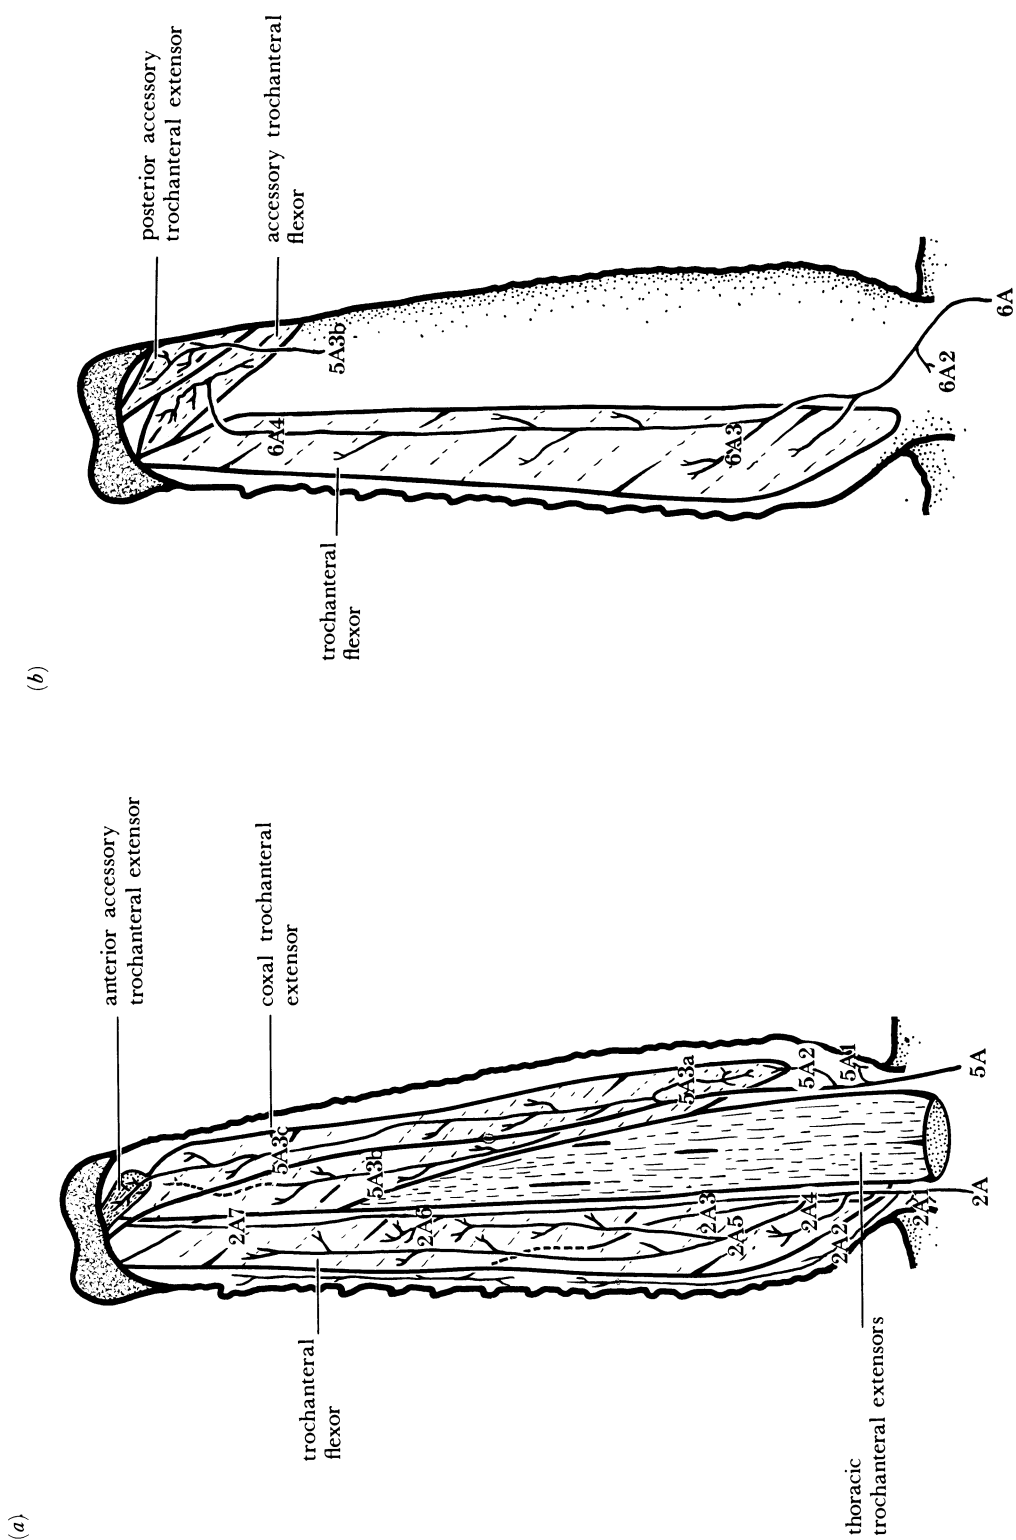 (a)
anterior accessory
trochanteral extensor
coxal trochanteral
extensor
trochanteral
flexor
thoracic
trochanteral extensors
5A3c
5A3b
5A3a
5A2
5A1
5A
2A7
2A6
2A3
2A5
2A4
2A2
2A1
2A
(b)
posterior accessory
trochanteral extensor
accessory trochanteral
flexor
trochanteral
flexor
5A3b
6A4
6A3
6A2
6A